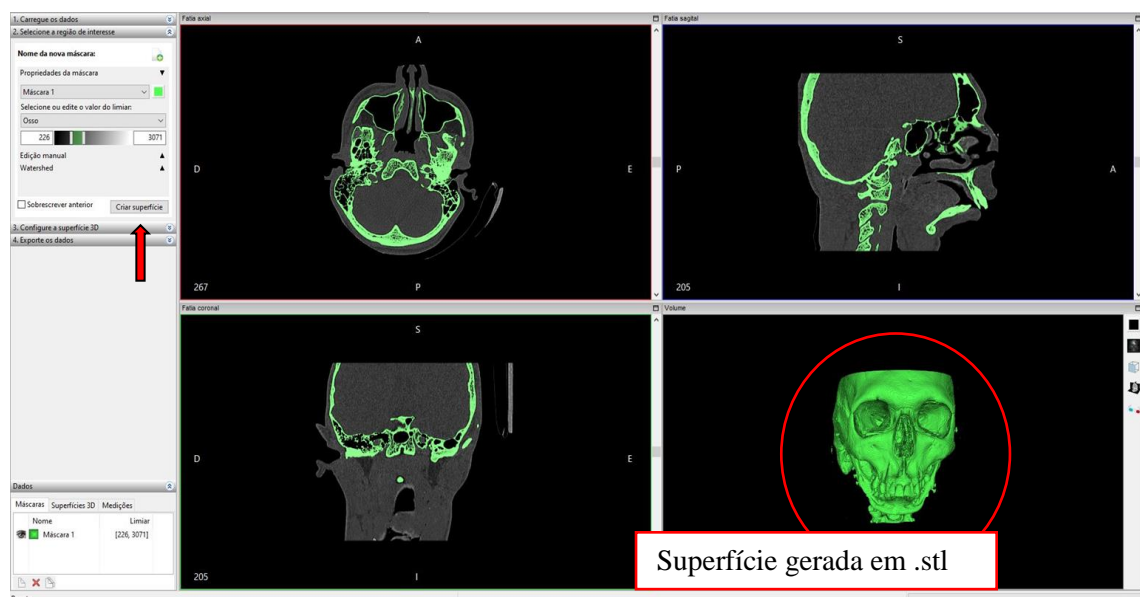 1. Carregue os dados
2. Selecione a região de interesse
Nome da nova máscara:
Propriedades da máscara
Máscara 1
Selecione ou edite o valor do limiar:
Osso
226
3071
Edição manual
Watershed
Sobrescrever anterior
Criar superfície
3. Configure a superfície 3D
4. Exporte os dados
Dados
Máscaras Superfícies 3D Medições
Nome Limiar
Máscara 1 [226, 3071]
Fatia axial
A
D
E
267
P
Fatia sagital
S
P
A
205
I
Fatia coronal
S
D
E
205
I
Volume
Superfície gerada em .stl